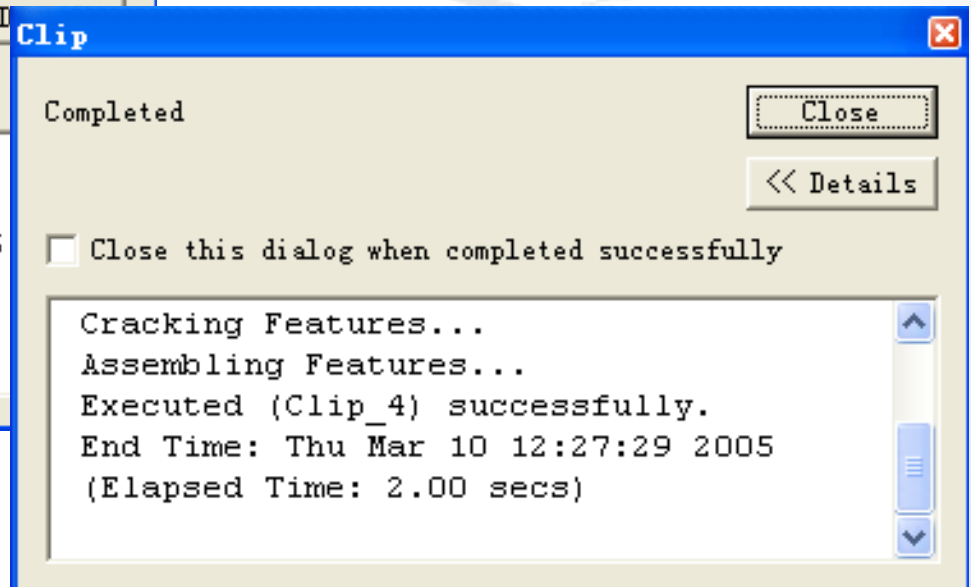 Clip
Completed
Close
<< Details
Close this dialog when completed successfully
Cracking Features...
Assembling Features...
Executed (Clip_4) successfully.
End Time: Thu Mar 10 12:27:29 2005
(Elapsed Time: 2.00 secs)